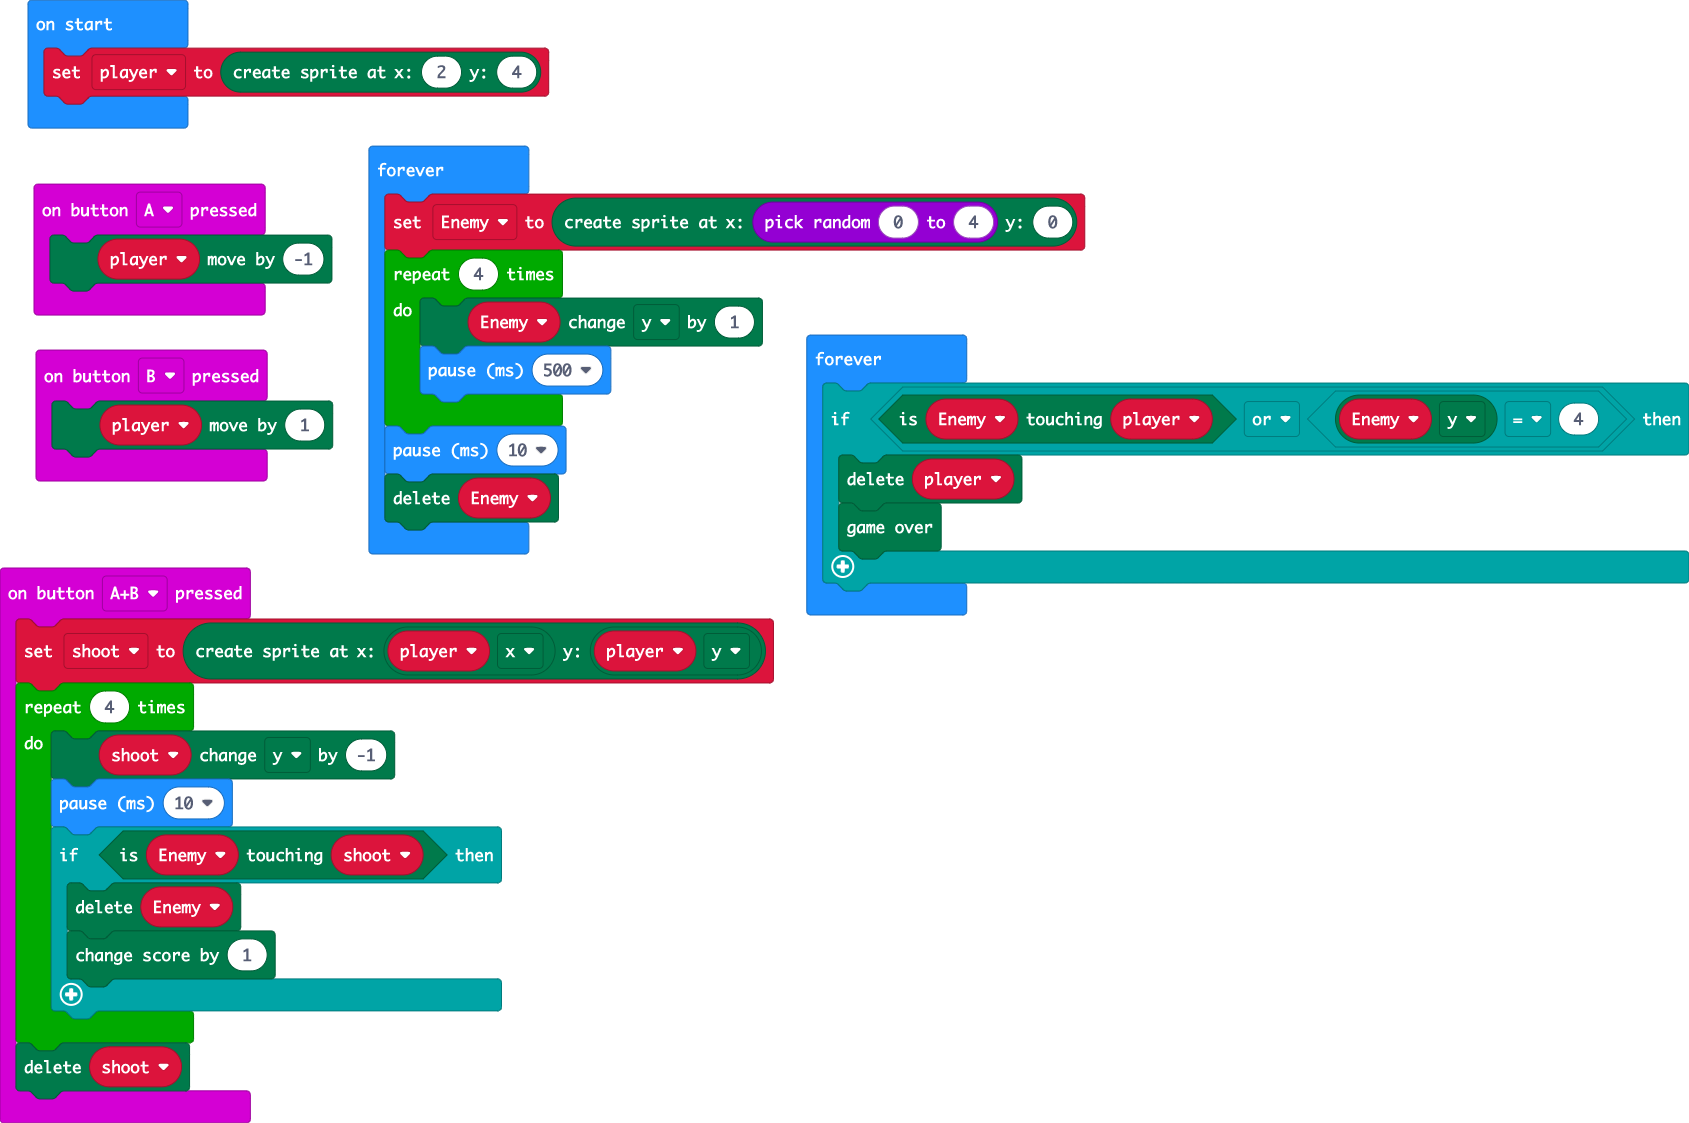 on start
set player to create sprite at x: 2 y: 4
on button A pressed
player move by -1
on button B pressed
player move by 1
forever
set Enemy to create sprite at x: pick random 0 to 4 y: 0
repeat 4 times
do Enemy change y by 1
pause (ms) 500
pause (ms) 10
delete Enemy
forever
if is Enemy touching player or Enemy y = 4 then
delete player
game over
on button A+B pressed
set shoot to create sprite at x: player x y: player y
repeat 4 times
do shoot change y by -1
pause (ms) 10
if is Enemy touching shoot then
delete Enemy
change score by 1
delete shoot